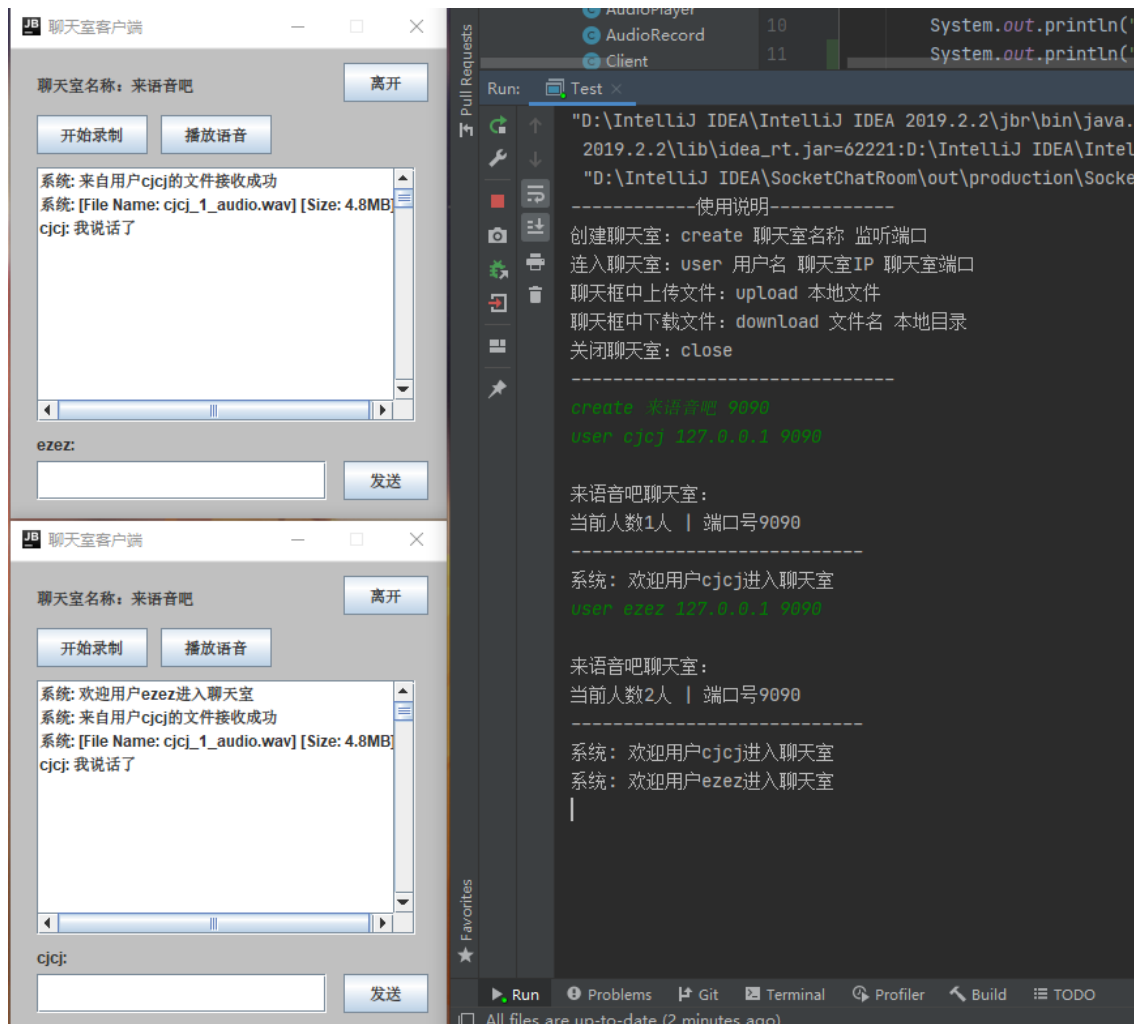 聊天室客户端
聊天室名称：来语音吧
离开
开始录制
播放语音
系统: 来自用户cjcj的文件接收成功
系统: [File Name: cjcj_1_audio.wav] [Size: 4.8MB]
cjcj: 我说话了
ezez:
发送
聊天室客户端
聊天室名称：来语音吧
离开
开始录制
播放语音
系统: 欢迎用户ezez进入聊天室
系统: 来自用户cjcj的文件接收成功
系统: [File Name: cjcj_1_audio.wav] [Size: 4.8MB]
cjcj: 我说话了
cjcj:
发送
Pull Requests
Favorites
AudioPlayer
AudioRecord
Client
10
11
System.out.println("
System.out.println("
Run:
Test
"D:\IntelliJ IDEA\IntelliJ IDEA 2019.2.2\jbr\bin\java.
2019.2.2\lib\idea_rt.jar=62221:D:\IntelliJ IDEA\Intel
"D:\IntelliJ IDEA\SocketChatRoom\out\production\Socke
------------使用说明------------
创建聊天室：create 聊天室名称 监听端口
连入聊天室：user 用户名 聊天室IP 聊天室端口
聊天框中上传文件：upload 本地文件
聊天框中下载文件：download 文件名 本地目录
关闭聊天室：close
-------------------------------
create 来语音吧 9090
user cjcj 127.0.0.1 9090
来语音吧聊天室：
当前人数1人 | 端口号9090
----------------------------
系统: 欢迎用户cjcj进入聊天室
user ezez 127.0.0.1 9090
来语音吧聊天室：
当前人数2人 | 端口号9090
----------------------------
系统: 欢迎用户cjcj进入聊天室
系统: 欢迎用户ezez进入聊天室
Run
Problems
Git
Terminal
Profiler
Build
TODO
All files are up-to-date (2 minutes ago)